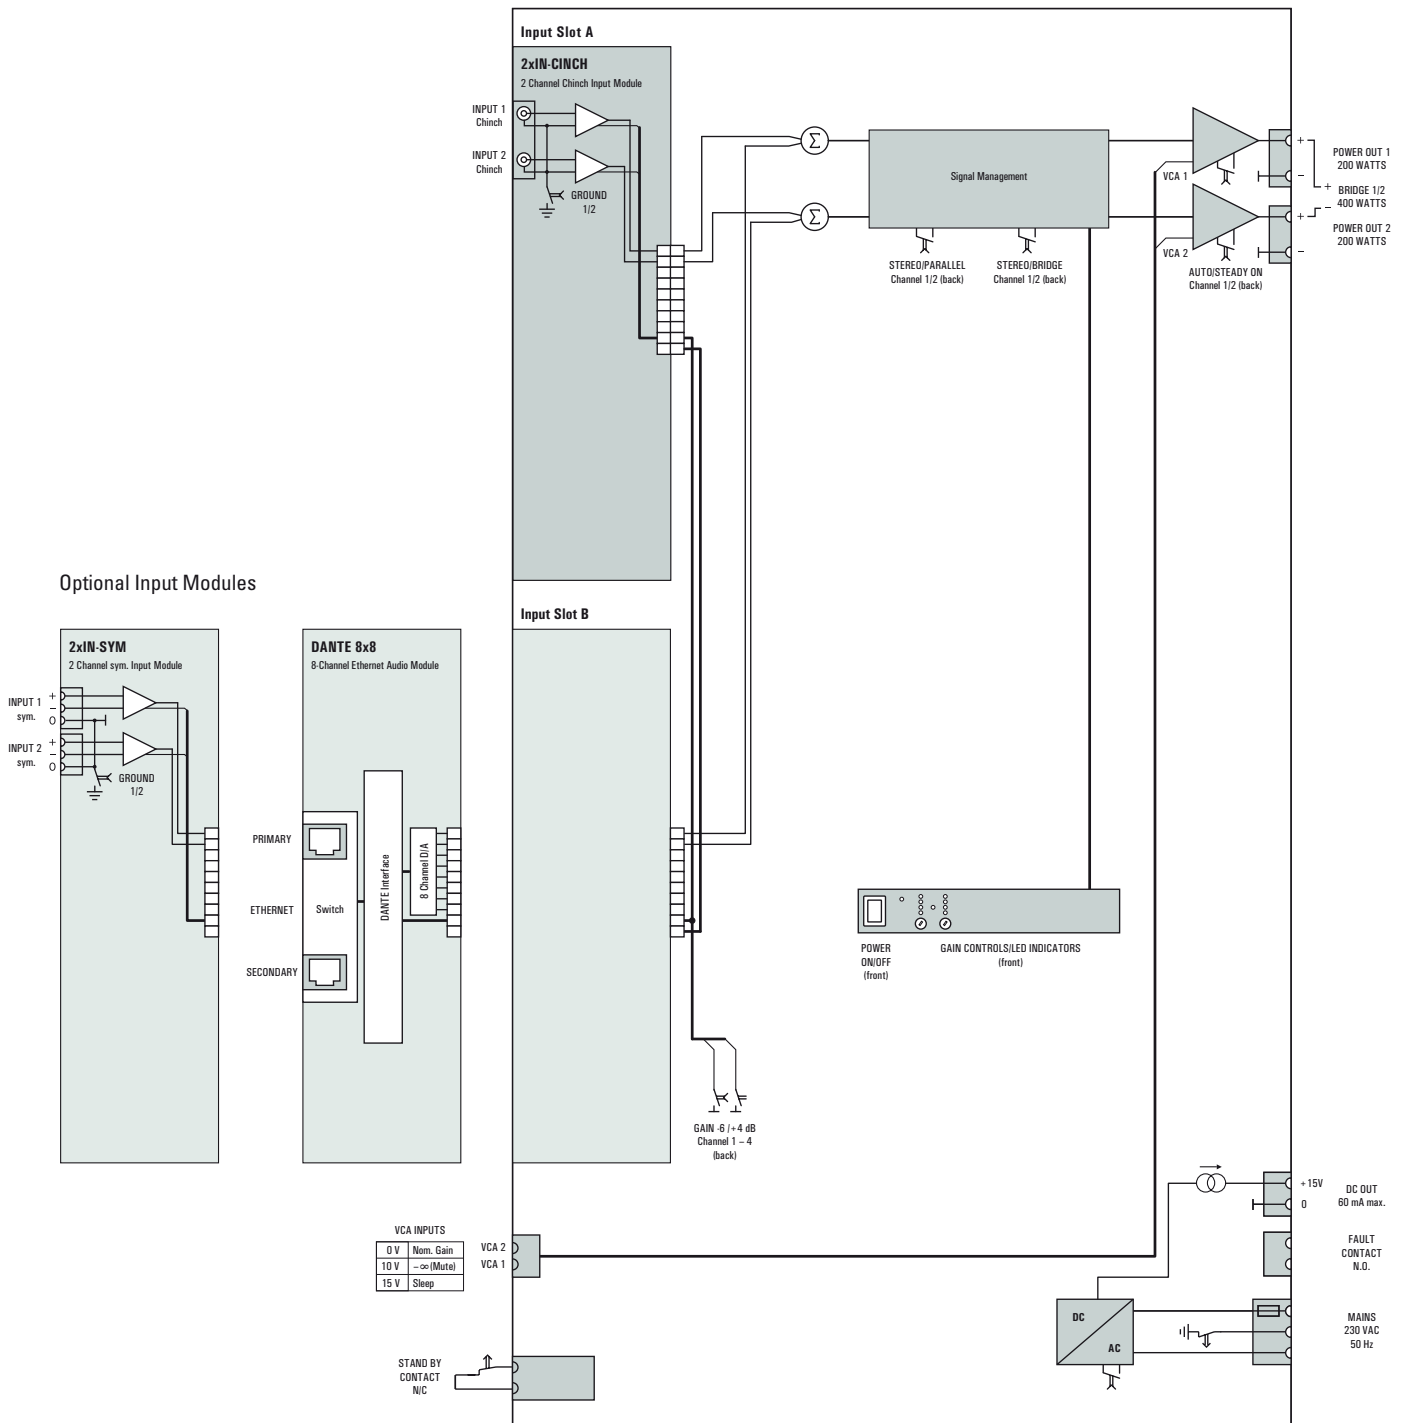 Input Slot A
2xIN-CINCH
2 Channel Chinch Input Module
INPUT 1
Chinch
INPUT 2
Chinch
GROUND
1/2
Σ
Σ
Signal Management
STEREO/PARALLEL
Channel 1/2 (back)
STEREO/BRIDGE
Channel 1/2 (back)
VCA 1
VCA 2
AUTO/STEADY ON
Channel 1/2 (back)
+
−
+
−
+
−
POWER OUT 1
200 WATTS
BRIDGE 1/2
400 WATTS
POWER OUT 2
200 WATTS
Optional Input Modules
2xIN-SYM
2 Channel sym. Input Module
INPUT 1
sym.
+
−
0
INPUT 2
sym.
+
−
0
GROUND
1/2
DANTE 8x8
8-Channel Ethernet Audio Module
PRIMARY
ETHERNET
SECONDARY
Switch
DANTE Interface
8 Channel D/A
Input Slot B
POWER
ON/OFF
(front)
GAIN CONTROLS/LED INDICATORS
(front)
GAIN -6 /+4 dB
Channel 1 – 4
(back)
VCA INPUTS
0 V Nom. Gain
10 V −∞ (Mute)
15 V Sleep
VCA 2
VCA 1
STAND BY
CONTACT
N/C
+15V
0
DC OUT
60 mA max.
FAULT
CONTACT
N.O.
DC
AC
MAINS
230 VAC
50 Hz